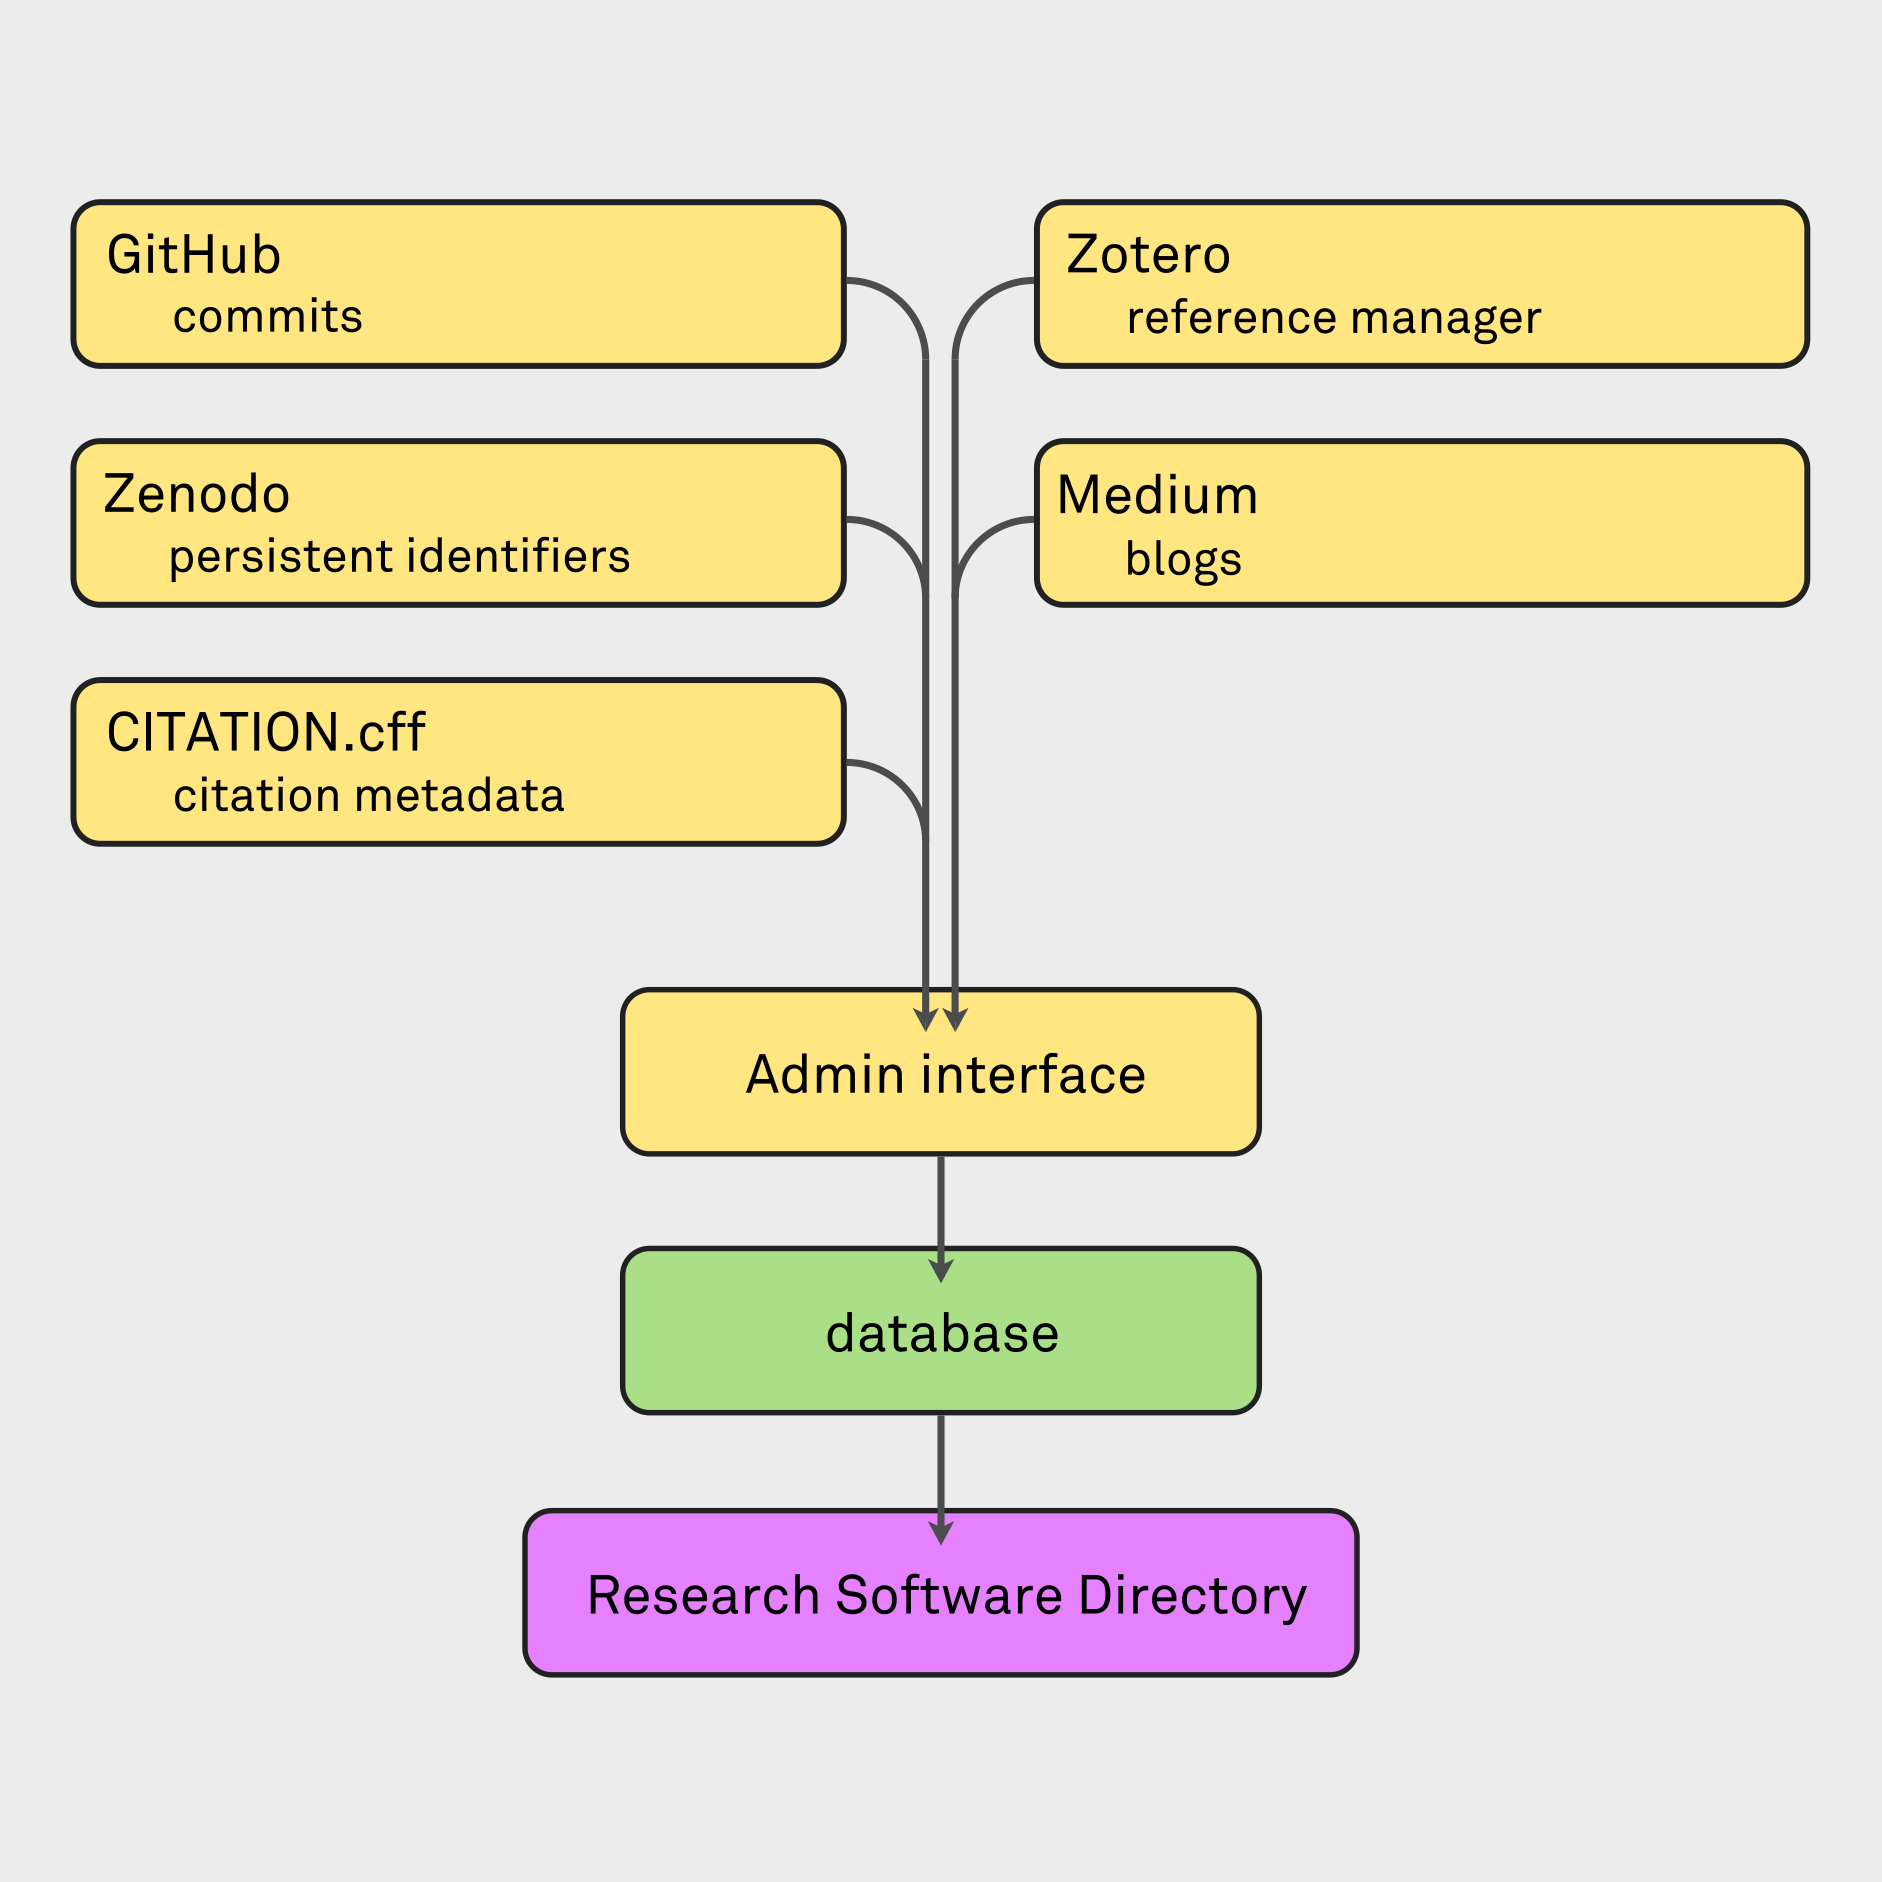 GitHub
commits
Zenodo
persistent identifiers
CITATION.cff
citation metadata
Zotero
reference manager
Medium
blogs
Admin interface
database
Research Software Directory